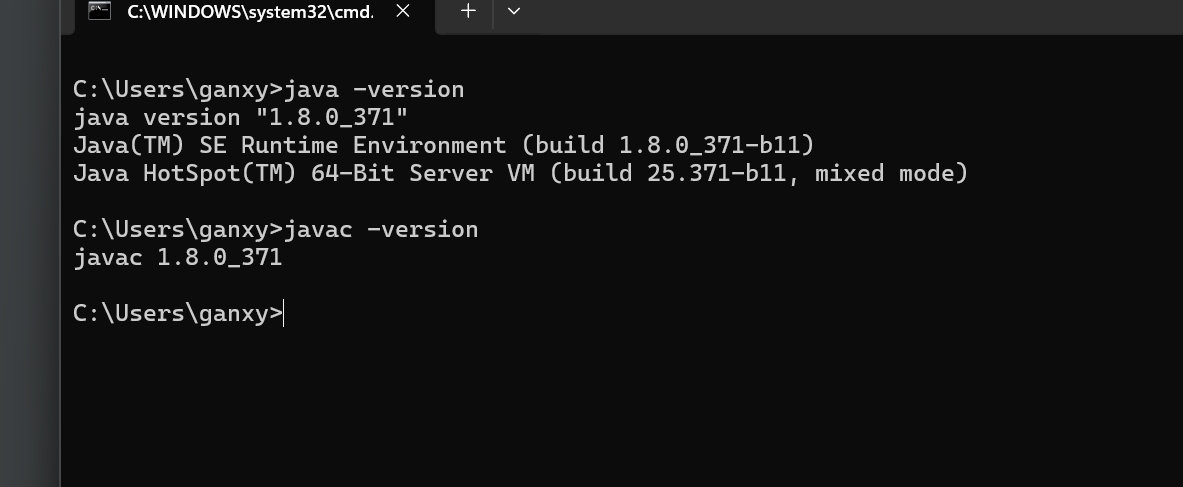 C:\WINDOWS\system32\cmd.
C:\Users\ganxy>java -version
java version "1.8.0_371"
Java(TM) SE Runtime Environment (build 1.8.0_371-b11)
Java HotSpot(TM) 64-Bit Server VM (build 25.371-b11, mixed mode)
C:\Users\ganxy>javac -version
javac 1.8.0_371
C:\Users\ganxy>